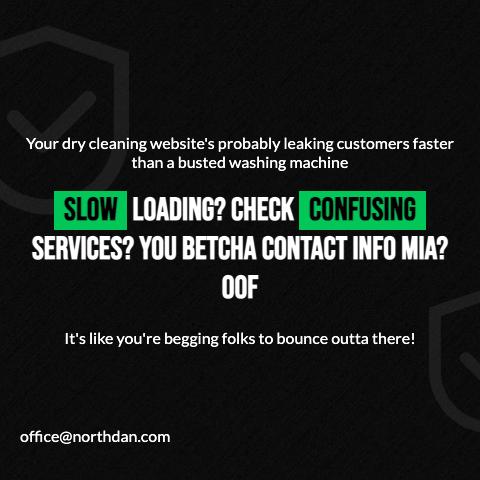 Your dry cleaning website's probably leaking customers faster
than a busted washing machine
SLOW LOADING? CHECK CONFUSING
SERVICES? YOU BETCHA CONTACT INFO MIA?
OOF
It's like you're begging folks to bounce outta there!
office@northdan.com